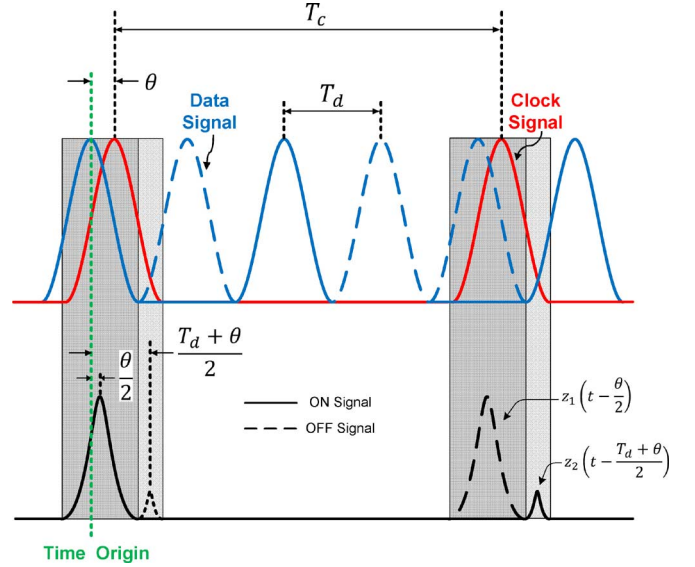 T_c
θ
T_d
Data
Signal
Clock
Signal
θ/2
(T_d + θ)/2
ON Signal
OFF Signal
z_1(t − θ/2)
z_2(t − (T_d + θ)/2)
Time Origin